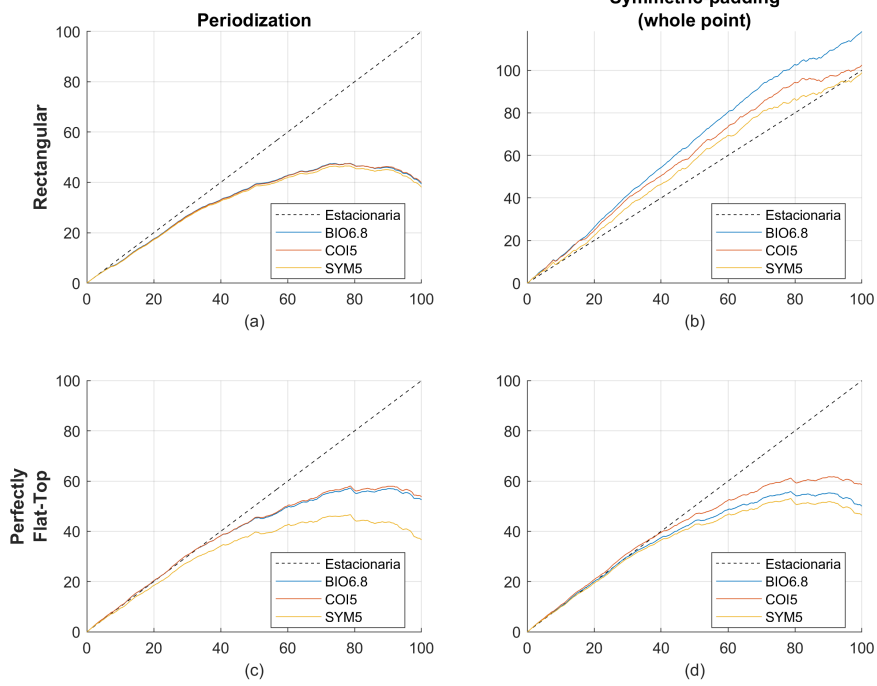 Periodization
Symmetric padding
(whole point)
Rectangular
100
80
60
40
20
0
0 20 40 60 80 100
Estacionaria
BIO6.8
COI5
SYM5
(a)
100
80
60
40
20
0
0 20 40 60 80 100
Estacionaria
BIO6.8
COI5
SYM5
(b)
Perfectly
Flat-Top
100
80
60
40
20
0
0 20 40 60 80 100
Estacionaria
BIO6.8
COI5
SYM5
(c)
100
80
60
40
20
0
0 20 40 60 80 100
Estacionaria
BIO6.8
COI5
SYM5
(d)